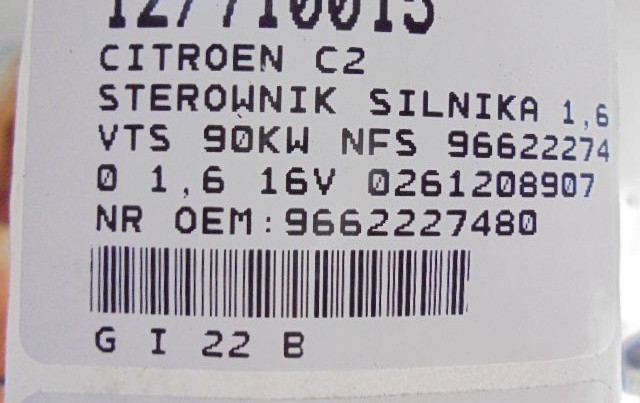 127710015
CITROEN C2
STEROWNIK SILNIKA 1,6
VTS 90KW NFS 96622274
0 1,6 16V 0261208907
NR OEM:9662227480
G I 22 B